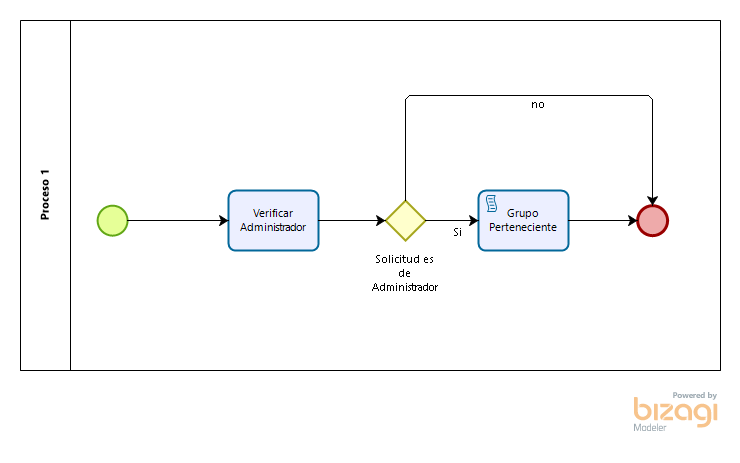 Proceso 1
no
Verificar
Administrador
Si
Grupo
Perteneciente
Solicitud es
de
Administrador
Powered by
bizagi
Modeler